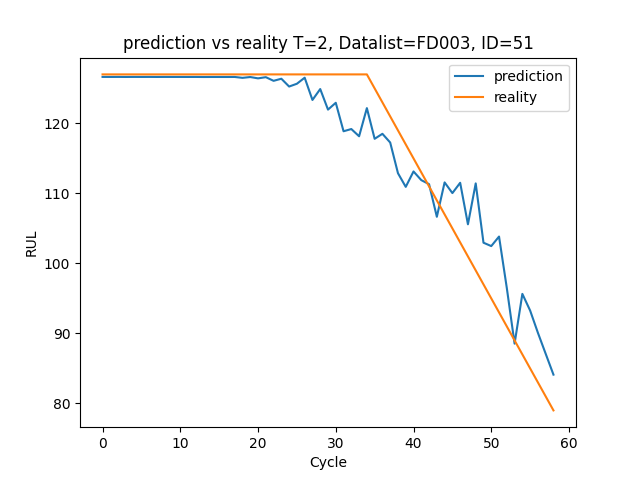 prediction vs reality T=2, Datalist=FD003, ID=51
prediction
reality
120
110
100
90
80
RUL
0 10 20 30 40 50 60
Cycle